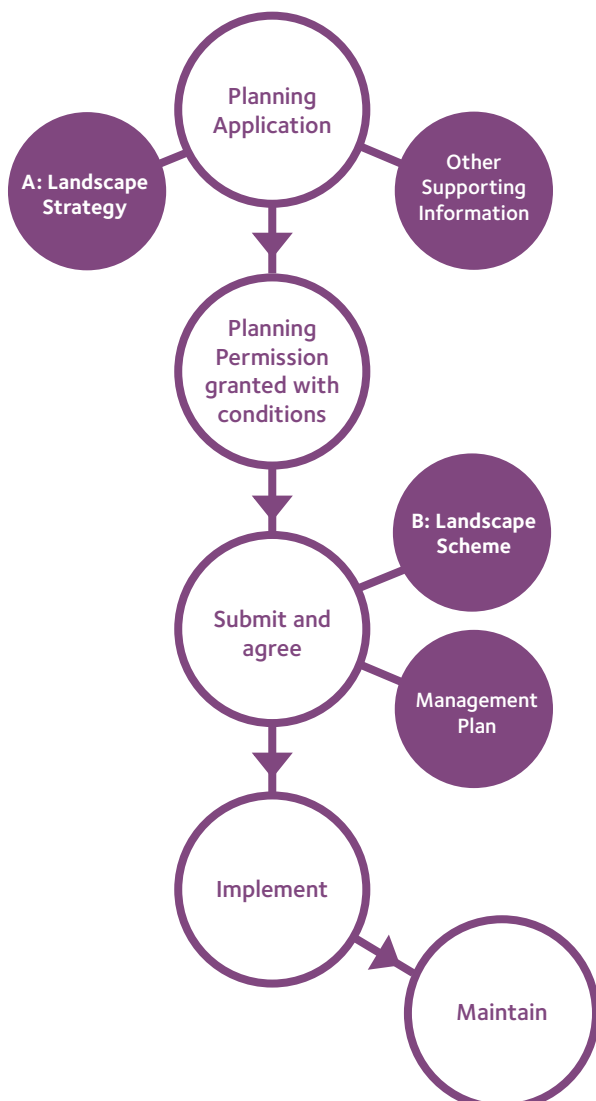 Planning
Application
A: Landscape
Strategy
Other
Supporting
Information
Planning
Permission
granted with
conditions
B: Landscape
Scheme
Submit and
agree
Management
Plan
Implement
Maintain